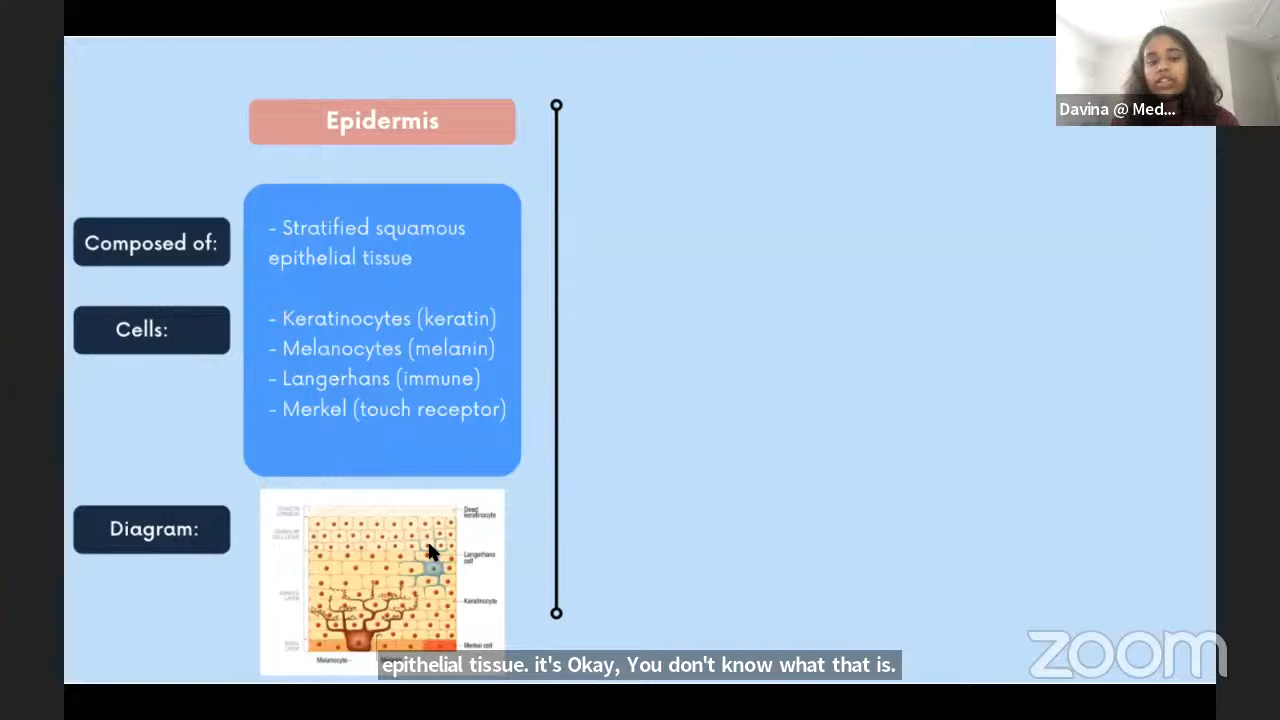 Davina @ Med...
Epidermis
Composed of:
- Stratified squamous
epithelial tissue
Cells:
- Keratinocytes (keratin)
- Melanocytes (melanin)
- Langerhans (immune)
- Merkel (touch receptor)
Diagram:
Dead
keratinocyte
Langerhans
cell
Keratinocyte
Merkel cell
Melanocyte
epithelial tissue. it's Okay, You don't know what that is.
zoom